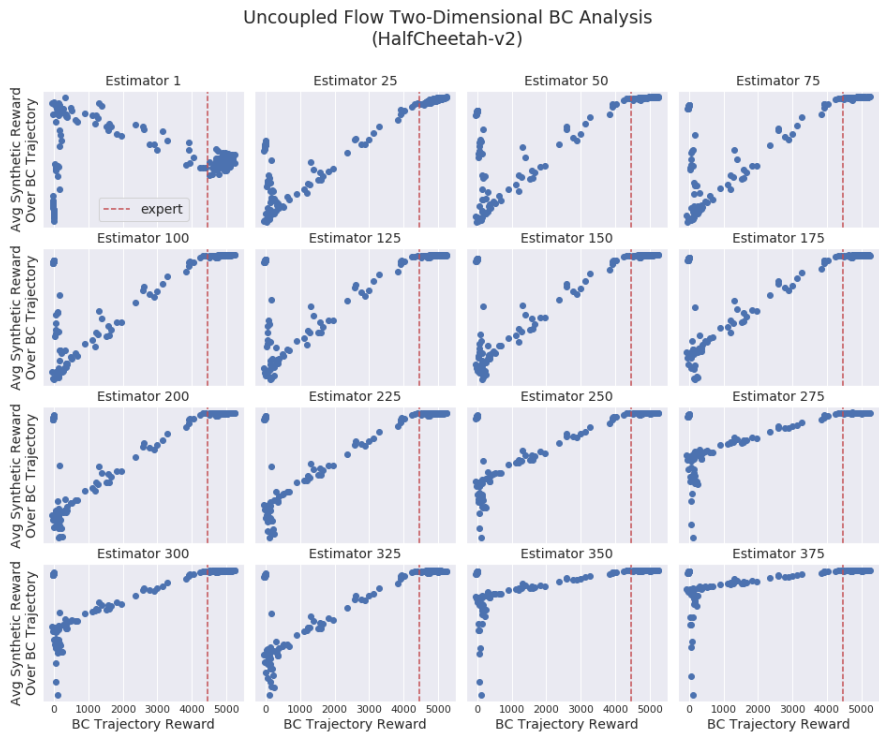 Uncoupled Flow Two-Dimensional BC Analysis
(HalfCheetah-v2)
Estimator 1
Estimator 25
Estimator 50
Estimator 75
Avg Synthetic Reward
Over BC Trajectory
expert
Estimator 100
Estimator 125
Estimator 150
Estimator 175
Avg Synthetic Reward
Over BC Trajectory
Estimator 200
Estimator 225
Estimator 250
Estimator 275
Avg Synthetic Reward
Over BC Trajectory
Estimator 300
Estimator 325
Estimator 350
Estimator 375
Avg Synthetic Reward
Over BC Trajectory
0 1000 2000 3000 4000 5000
0 1000 2000 3000 4000 5000
0 1000 2000 3000 4000 5000
0 1000 2000 3000 4000 5000
BC Trajectory Reward
BC Trajectory Reward
BC Trajectory Reward
BC Trajectory Reward